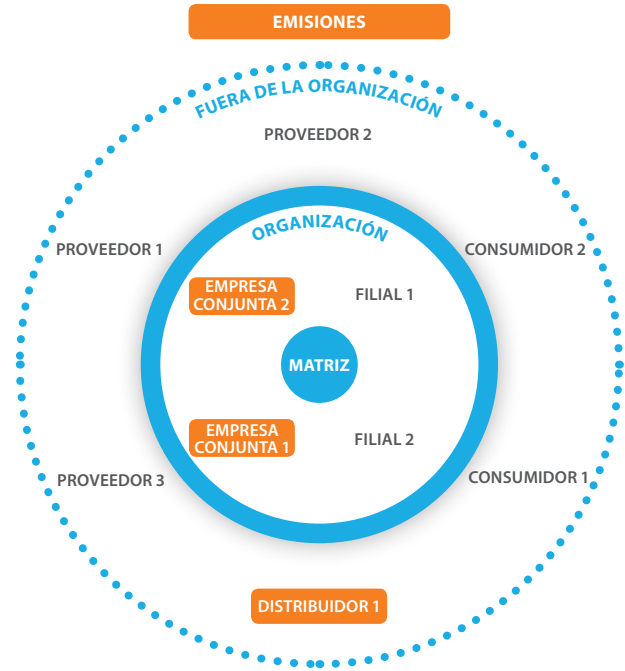 EMISIONES
FUERA DE LA ORGANIZACIÓN
PROVEEDOR 2
ORGANIZACIÓN
PROVEEDOR 1
CONSUMIDOR 2
EMPRESA
CONJUNTA 2
FILIAL 1
MATRIZ
EMPRESA
CONJUNTA 1
FILIAL 2
PROVEEDOR 3
CONSUMIDOR 1
DISTRIBUIDOR 1